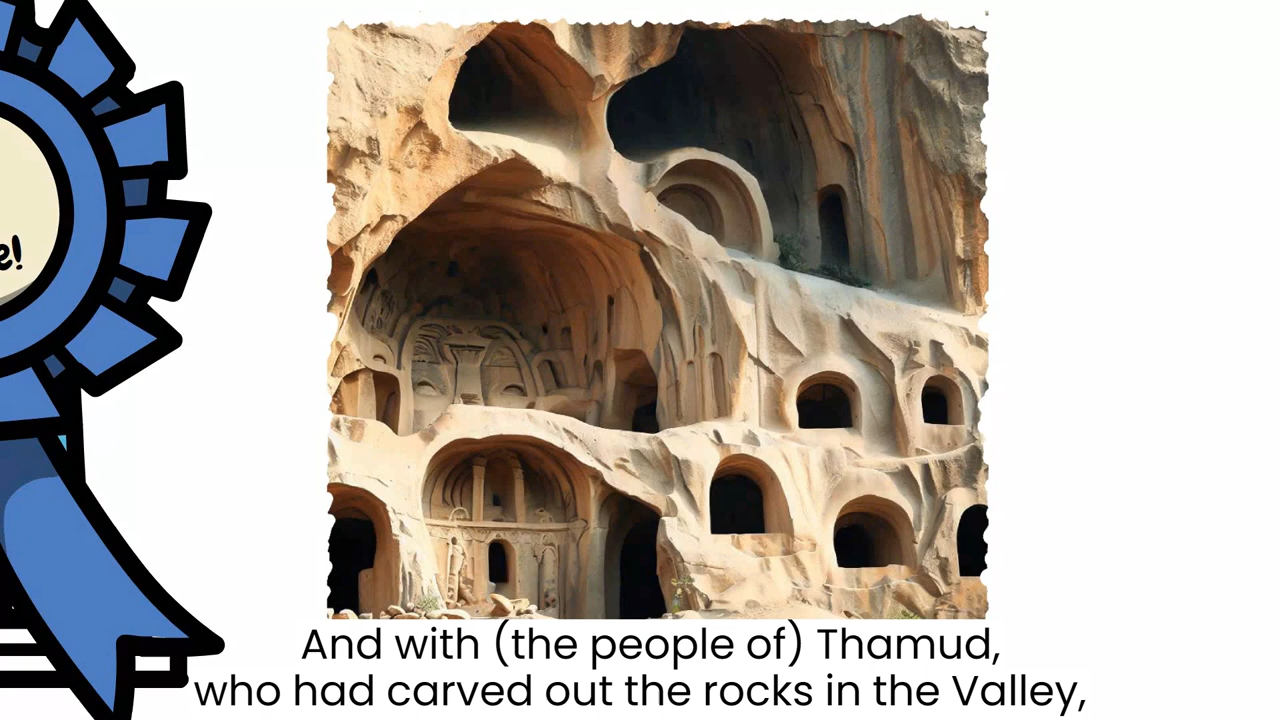 And with (the people of) Thamud,
who had carved out the rocks in the Valley,